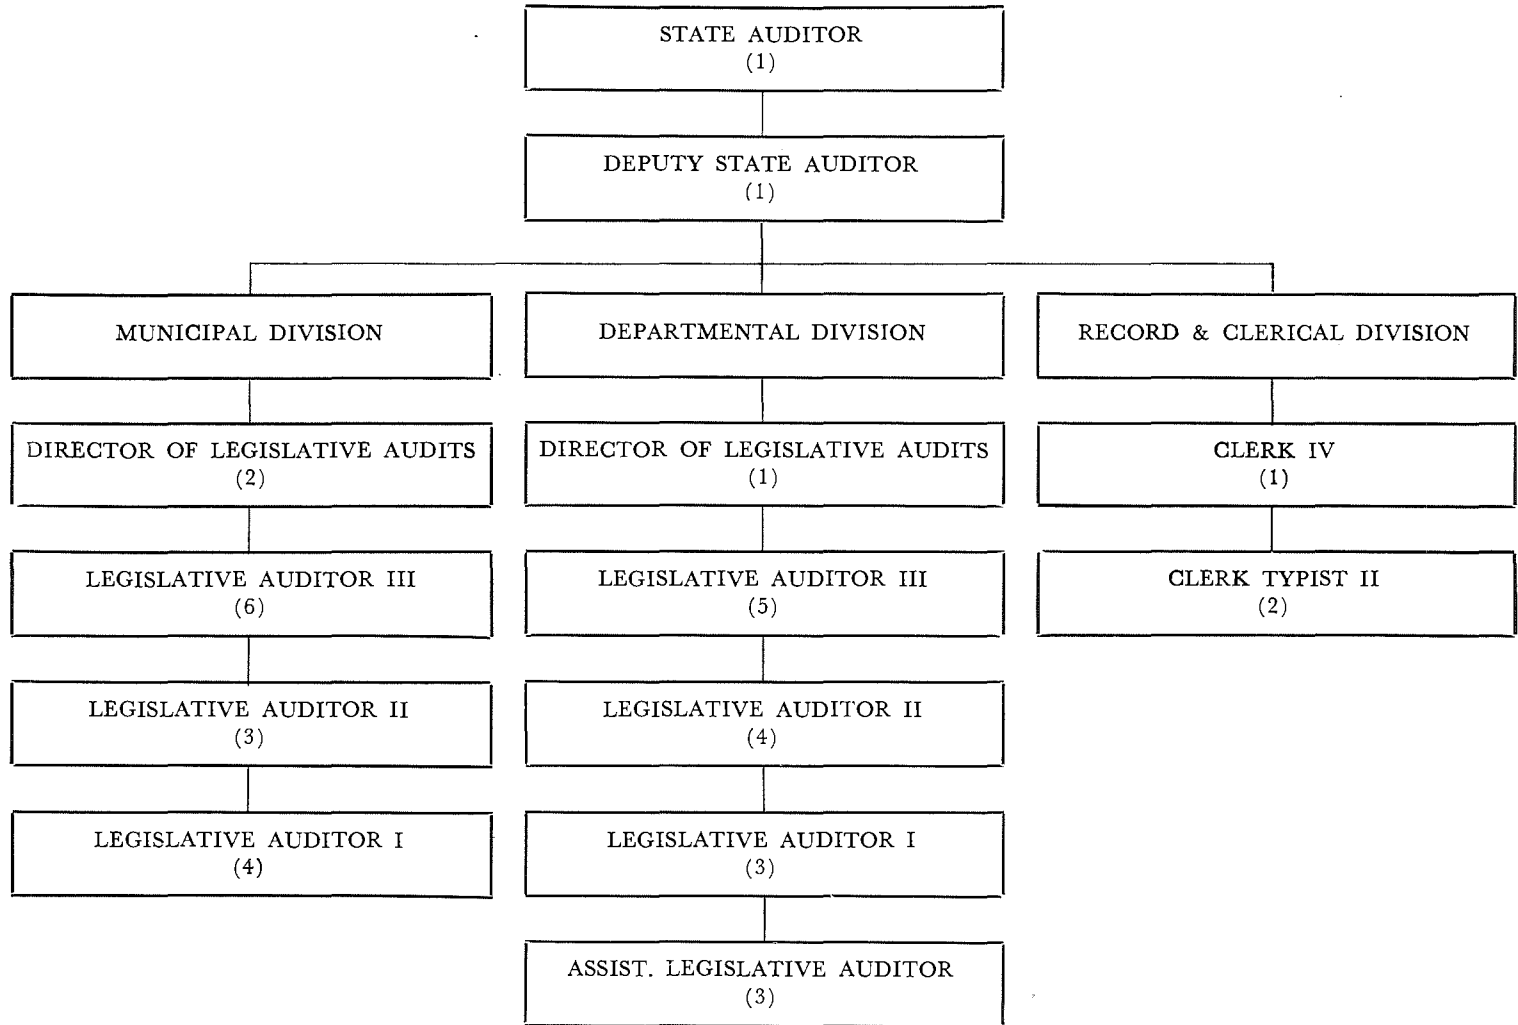 STATE AUDITOR
(1)
DEPUTY STATE AUDITOR
(1)
MUNICIPAL DIVISION
DIRECTOR OF LEGISLATIVE AUDITS
(2)
LEGISLATIVE AUDITOR III
(6)
LEGISLATIVE AUDITOR II
(3)
LEGISLATIVE AUDITOR I
(4)
DEPARTMENTAL DIVISION
DIRECTOR OF LEGISLATIVE AUDITS
(1)
LEGISLATIVE AUDITOR III
(5)
LEGISLATIVE AUDITOR II
(4)
LEGISLATIVE AUDITOR I
(3)
ASSIST. LEGISLATIVE AUDITOR
(3)
RECORD & CLERICAL DIVISION
CLERK IV
(1)
CLERK TYPIST II
(2)